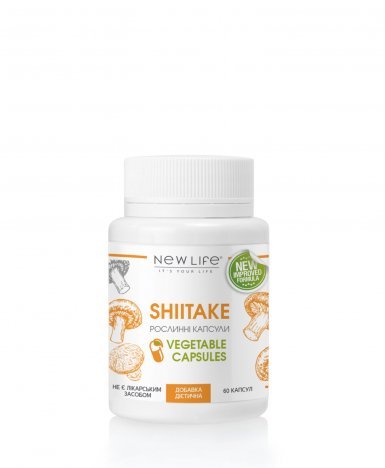 NEW LIFE®
IT'S YOUR LIFE
NEW
IMPROVED
FORMULA
SHIITAKE
РОСЛИННІ КАПСУЛИ
VEGETABLE
CAPSULES
НЕ Є ЛІКАРСЬКИМ
ЗАСОБОМ
ДОБАВКА
ДІЄТИЧНА
60 КАПСУЛ